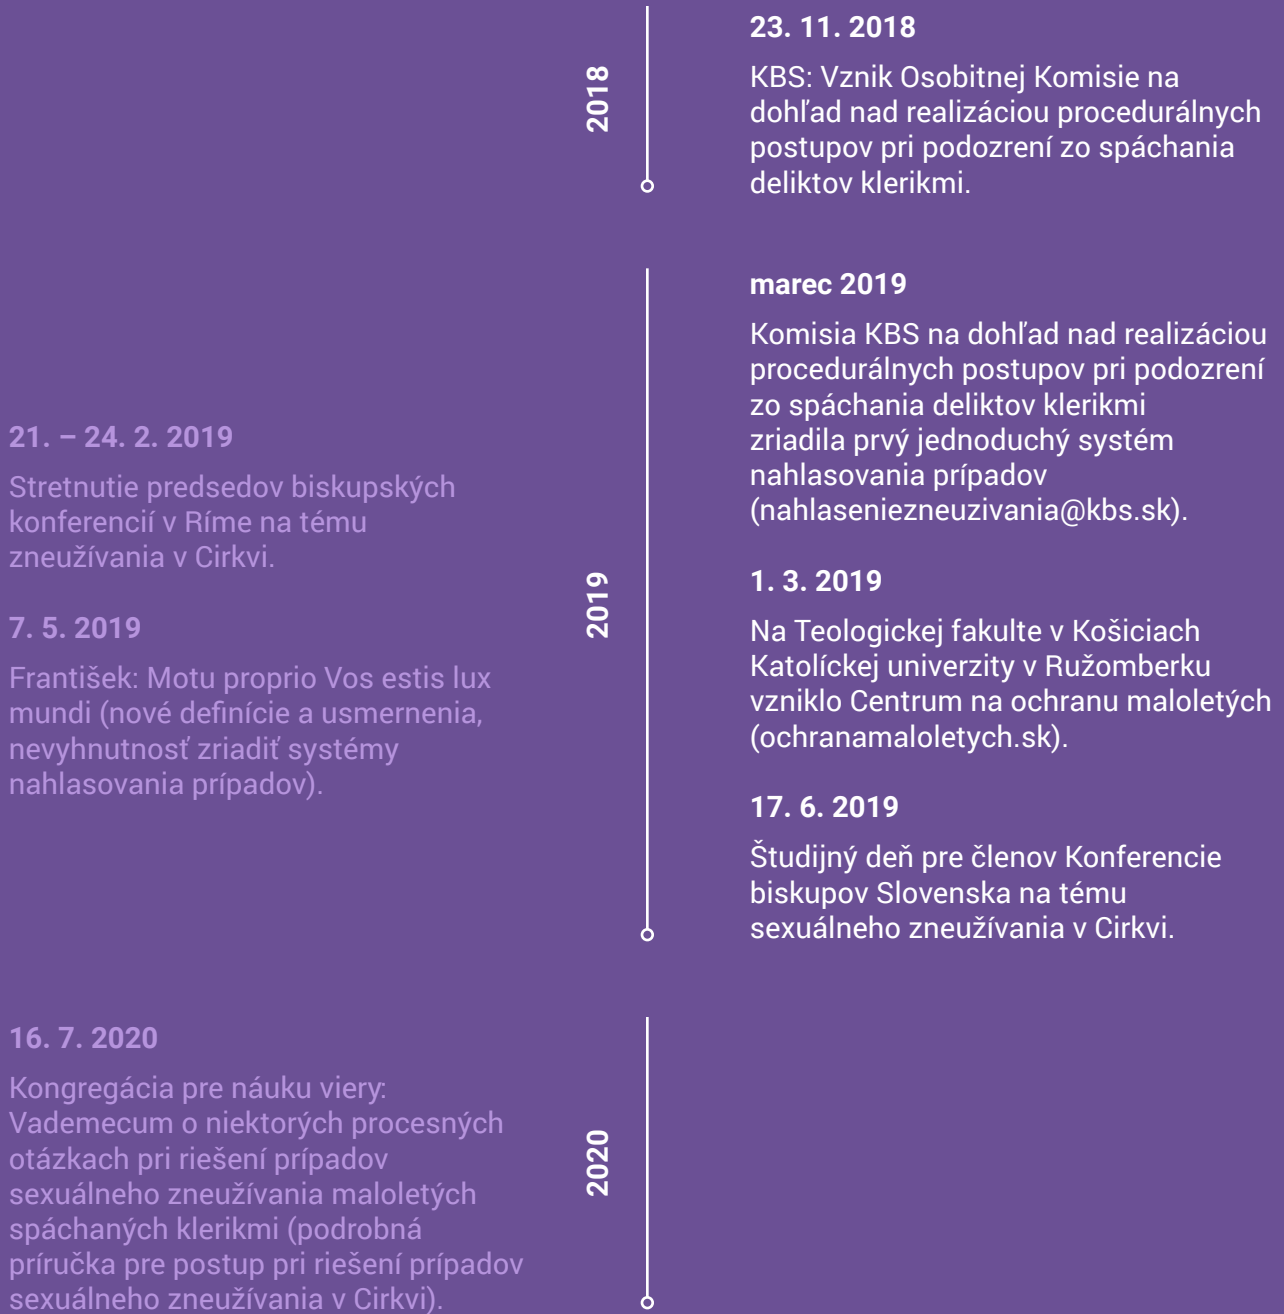 2018
23. 11. 2018
KBS: Vznik Osobitnej Komisie na
dohľad nad realizáciou procedurálnych
postupov pri podozrení zo spáchania
deliktov klerikmi.
2019
21. – 24. 2. 2019
Stretnutie predsedov biskupských
konferencií v Ríme na tému
zneužívania v Cirkvi.
7. 5. 2019
František: Motu proprio Vos estis lux
mundi (nové definície a usmernenia,
nevyhnutnosť zriadiť systémy
nahlasovania prípadov).
marec 2019
Komisia KBS na dohľad nad realizáciou
procedurálnych postupov pri podozrení
zo spáchania deliktov klerikmi
zriadila prvý jednoduchý systém
nahlasovania prípadov
(nahlaseniezneuzivania@kbs.sk).
1. 3. 2019
Na Teologickej fakulte v Košiciach
Katolíckej univerzity v Ružomberku
vzniklo Centrum na ochranu maloletých
(ochranamaloletych.sk).
17. 6. 2019
Študijný deň pre členov Konferencie
biskupov Slovenska na tému
sexuálneho zneužívania v Cirkvi.
2020
16. 7. 2020
Kongregácia pre náuku viery:
Vademecum o niektorých procesných
otázkach pri riešení prípadov
sexuálneho zneužívania maloletých
spáchaných klerikmi (podrobná
príručka pre postup pri riešení prípadov
sexuálneho zneužívania v Cirkvi).